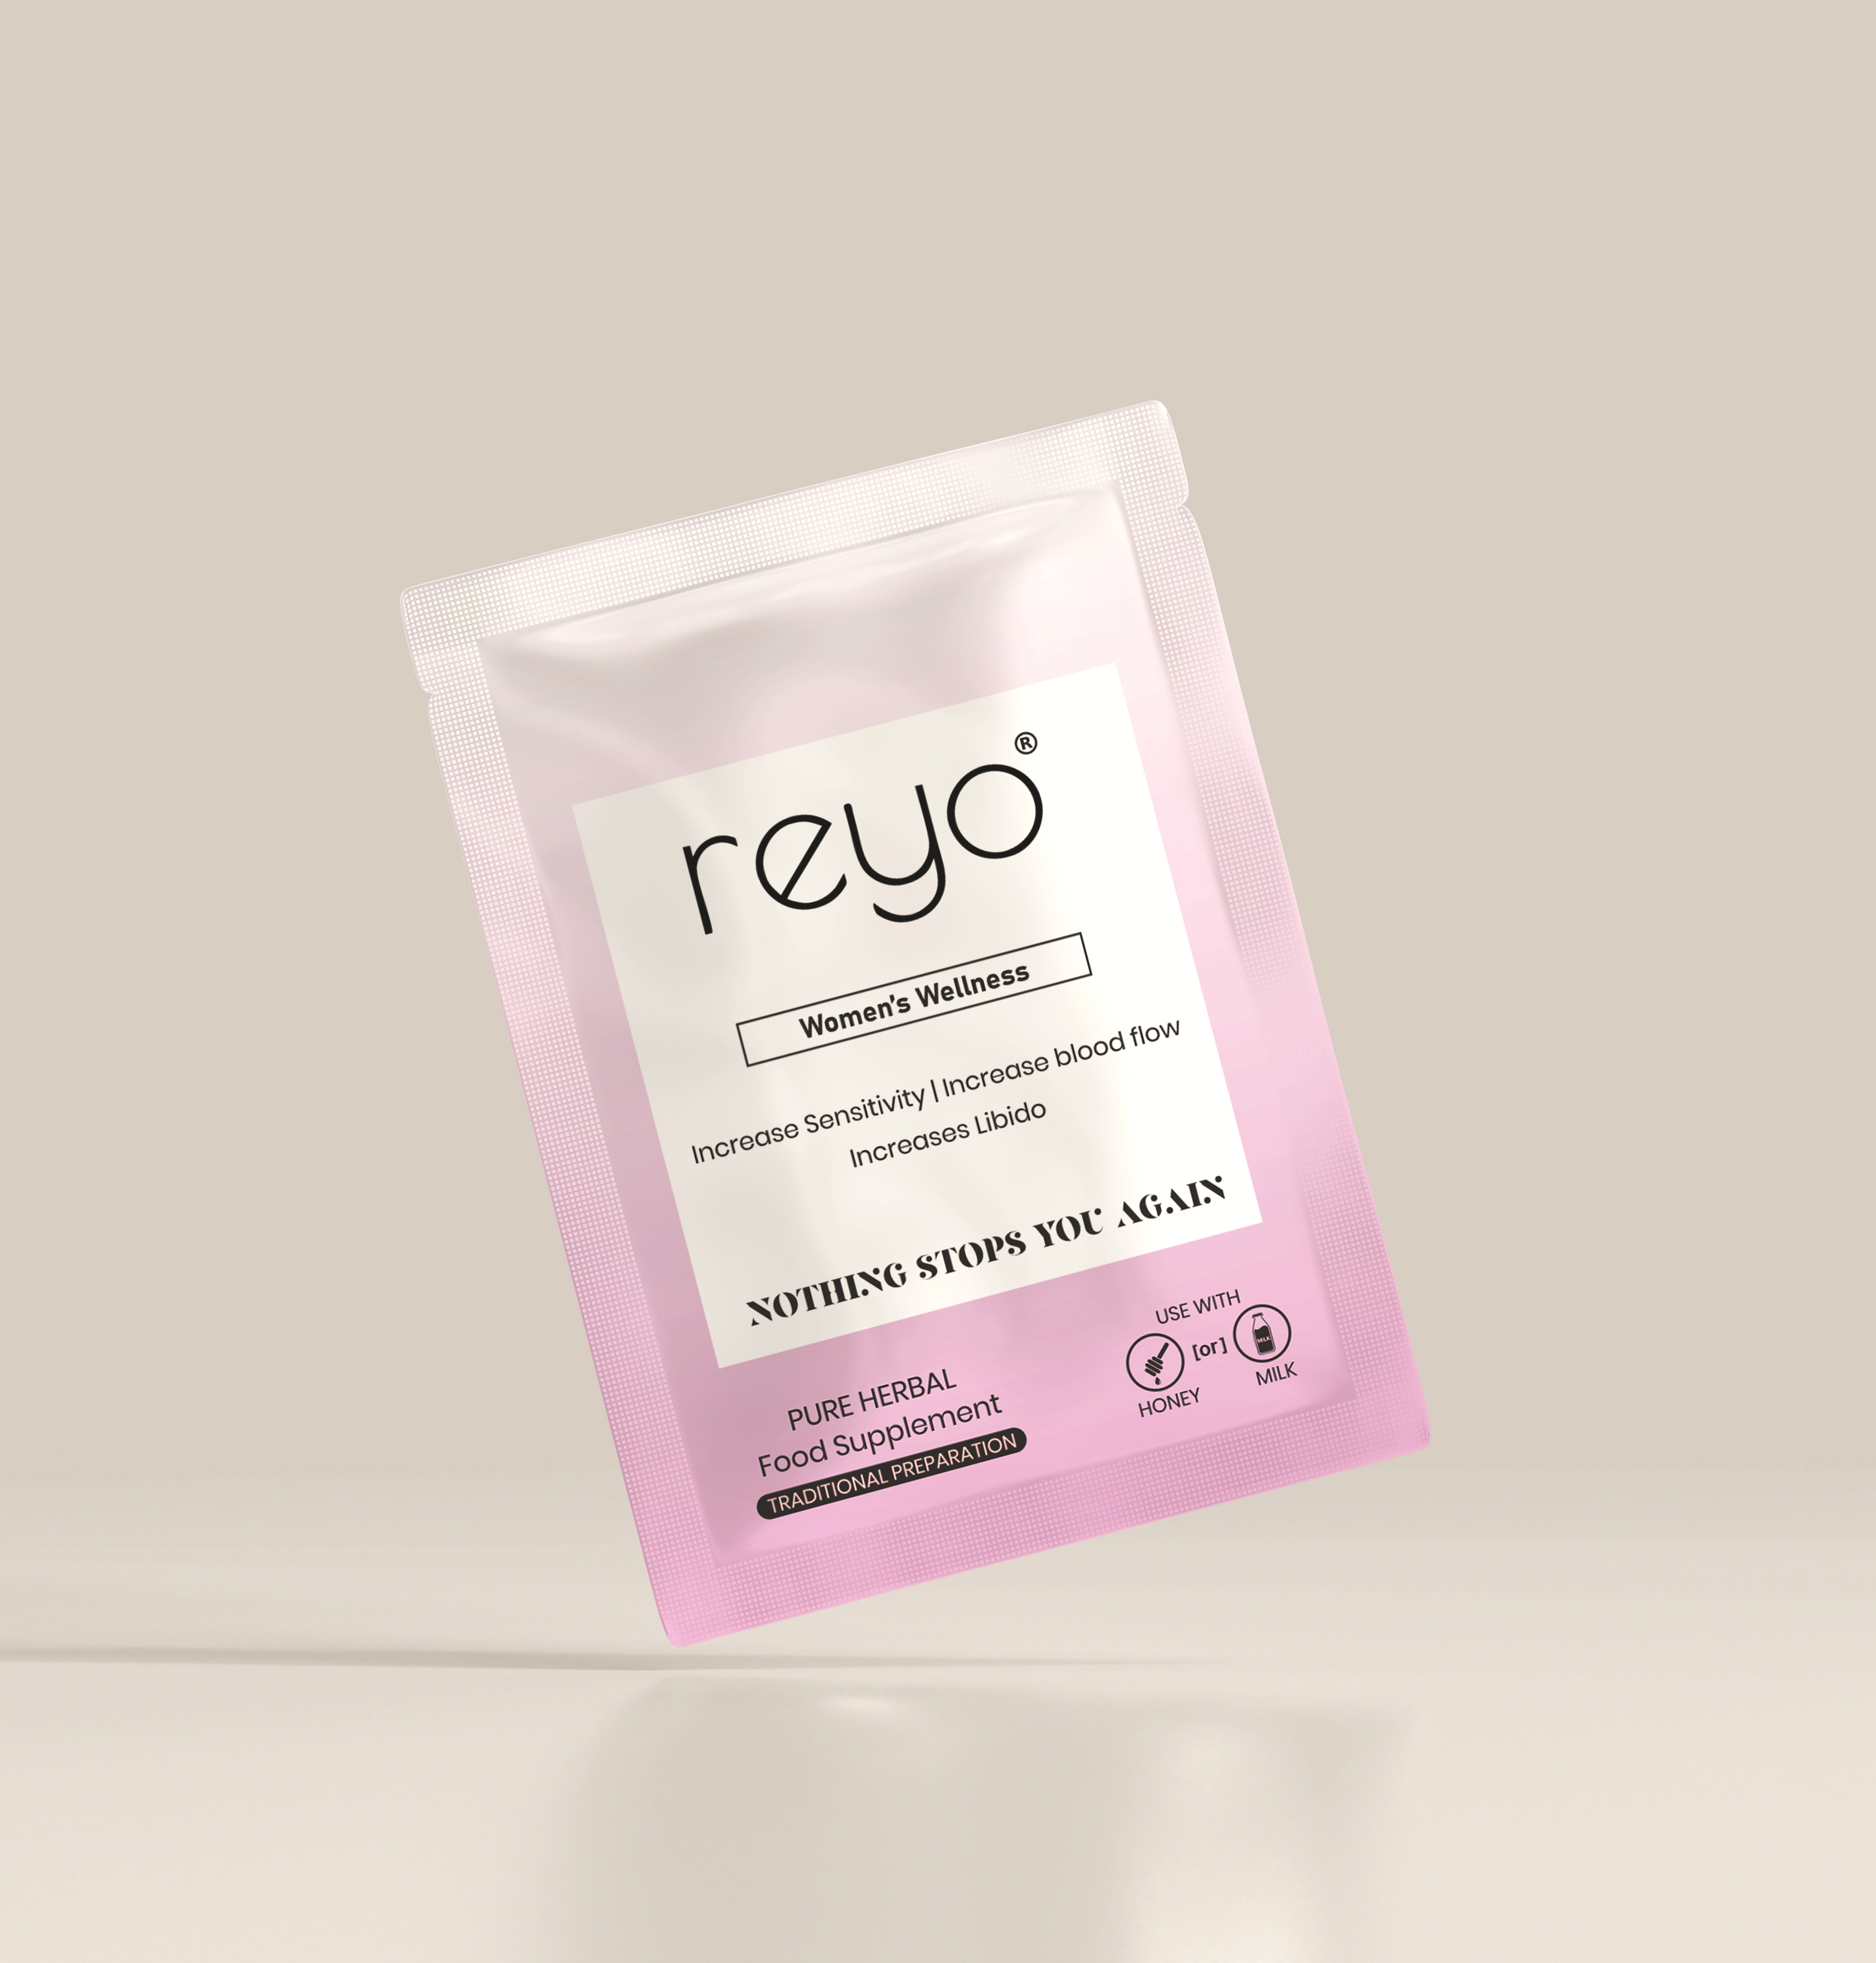 reyo®
Women's Wellness
Increase Sensitivity | Increase blood flow
Increases Libido
NOTHING STOPS YOU AGAIN
USE WITH
[or]
MILK
HONEY
MILK
PURE HERBAL
Food Supplement
TRADITIONAL PREPARATION